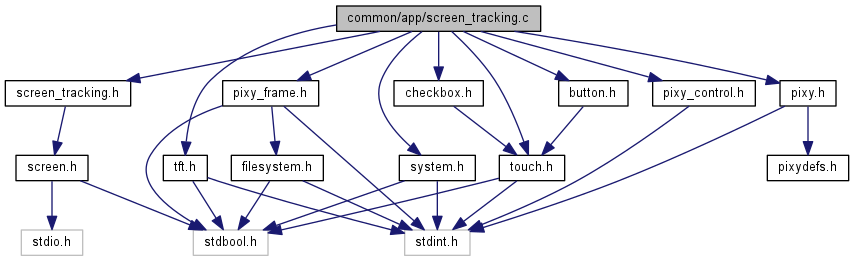 common/app/screen_tracking.c
screen_tracking.h
pixy_frame.h
checkbox.h
button.h
pixy_control.h
pixy.h
screen.h
tft.h
filesystem.h
system.h
touch.h
pixydefs.h
stdio.h
stdbool.h
stdint.h